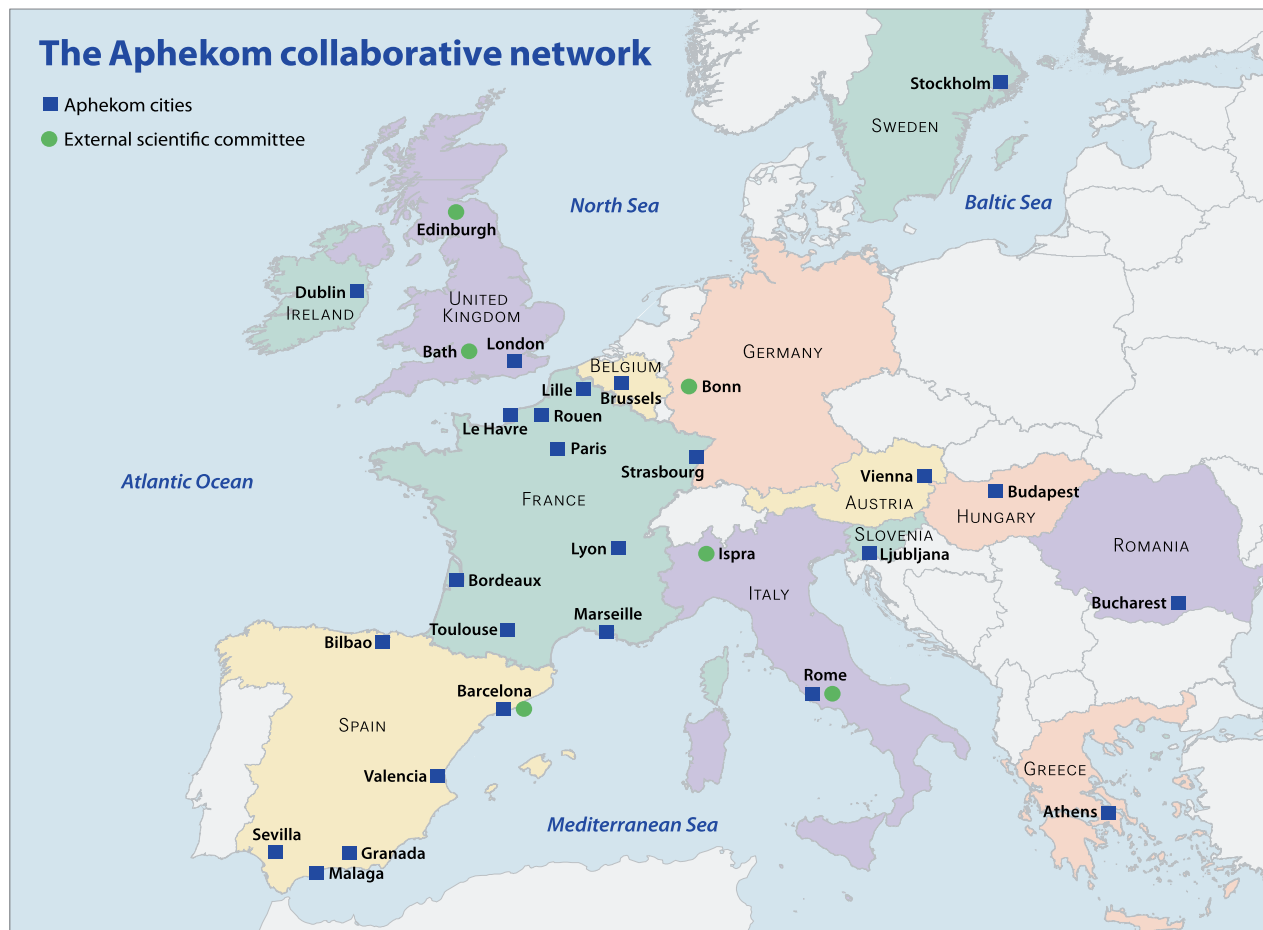 The Aphekom collaborative network
Aphekom cities
External scientific committee
Stockholm
SWEDEN
North Sea
Baltic Sea
Edinburgh
Dublin
IRELAND
UNITED
KINGDOM
Bath
London
GERMANY
BELGIUM
Lille
Brussels
Bonn
Le Havre
Rouen
Paris
Strasbourg
Atlantic Ocean
FRANCE
Vienna
AUSTRIA
Budapest
HUNGARY
SLOVENIA
Ljubljana
ROMANIA
Lyon
Ispra
ITALY
Bordeaux
Bucharest
Marseille
Toulouse
Bilbao
Rome
Barcelona
SPAIN
Valencia
GREECE
Athens
Mediterranean Sea
Sevilla
Granada
Malaga